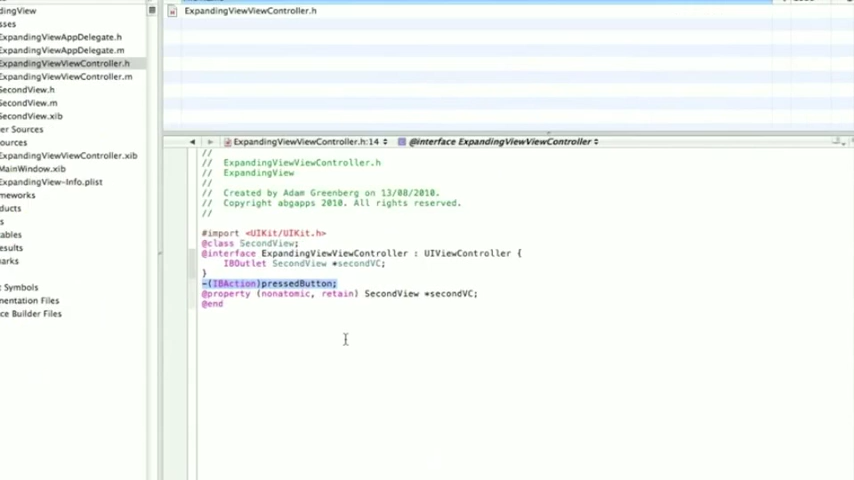 dingView
sses
ExpandingViewAppDelegate.h
ExpandingViewAppDelegate.m
ExpandingViewViewController.h
ExpandingViewViewController.m
SecondView.h
SecondView.m
SecondView.xib
er Sources
ources
ExpandingViewViewController.xib
MainWindow.xib
ExpandingView-Info.plist
meworks
ducts
s
ables
esults
arks
t Symbols
mentation Files
ce Builder Files
ExpandingViewViewController.h
ExpandingViewViewController.h:14
@interface ExpandingViewViewController
//
// ExpandingViewViewController.h
// ExpandingView
//
// Created by Adam Greenberg on 13/08/2010.
// Copyright abgapps 2010. All rights reserved.
//
#import <UIKit/UIKit.h>
@class SecondView;
@interface ExpandingViewViewController : UIViewController {
IBOutlet SecondView *secondVC;
}
-(IBAction)pressedButton;
@property (nonatomic, retain) SecondView *secondVC;
@end